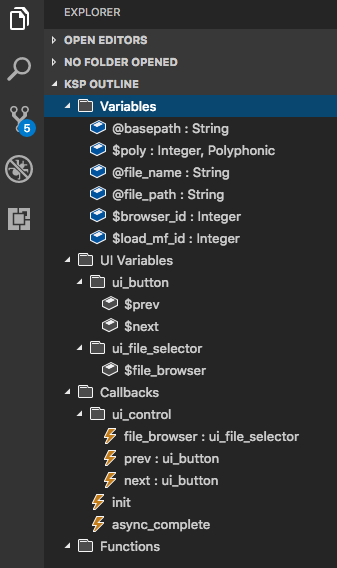 EXPLORER
OPEN EDITORS
NO FOLDER OPENED
KSP OUTLINE
Variables
@basepath : String
$poly : Integer, Polyphonic
@file_name : String
@file_path : String
$browser_id : Integer
$load_mf_id : Integer
UI Variables
ui_button
$prev
$next
ui_file_selector
$file_browser
Callbacks
ui_control
file_browser : ui_file_selector
prev : ui_button
next : ui_button
init
async_complete
Functions
5